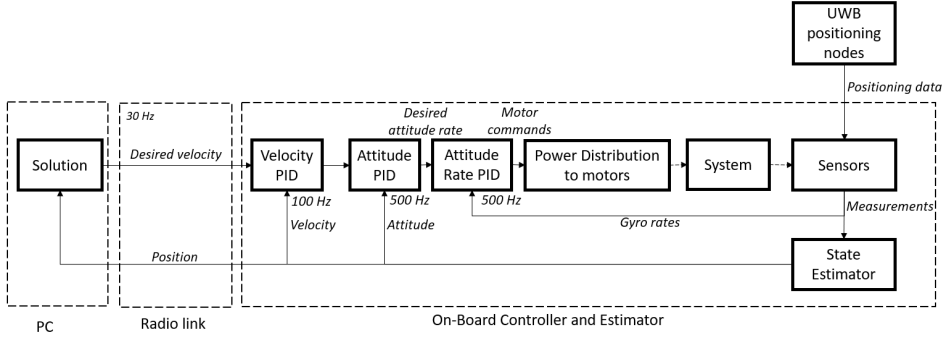 UWB
positioning
nodes
Positioning data
30 Hz
Desired
attitude rate
Motor
commands
Solution
Desired velocity
Velocity
PID
Attitude
PID
Attitude
Rate PID
Power Distribution
to motors
System
Sensors
100 Hz
500 Hz
500 Hz
Measurements
Velocity
Attitude
Gyro rates
Position
State
Estimator
PC
Radio link
On-Board Controller and Estimator